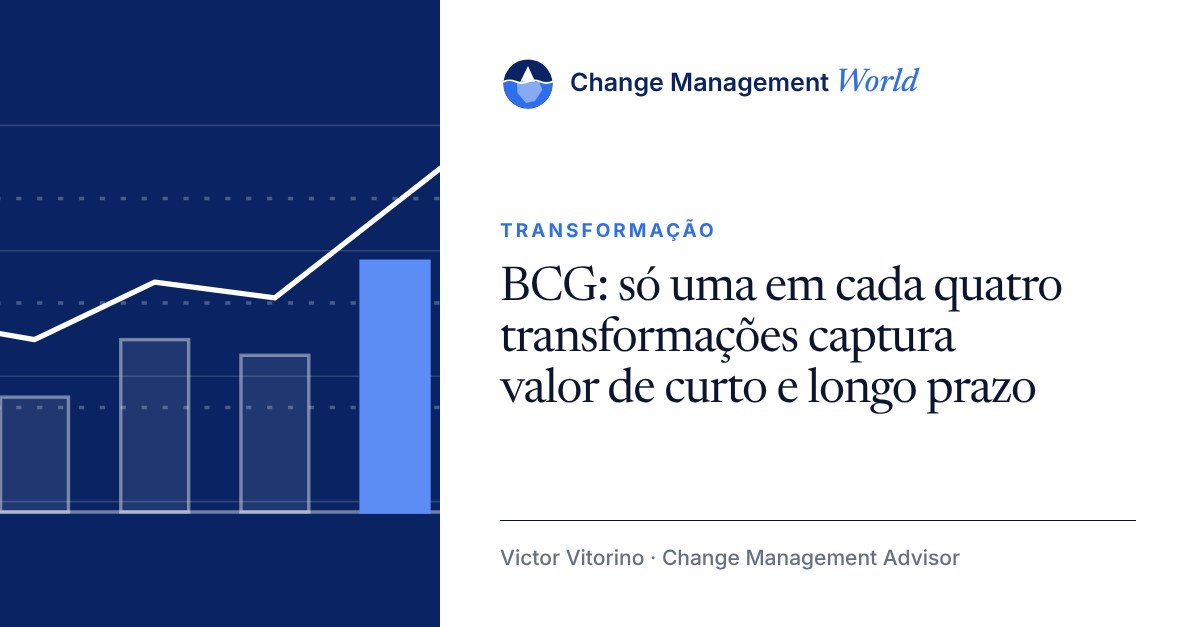 Change Management World
TRANSFORMAÇÃO
BCG: só uma em cada quatro
transformações captura
valor de curto e longo prazo
Victor Vitorino · Change Management Advisor